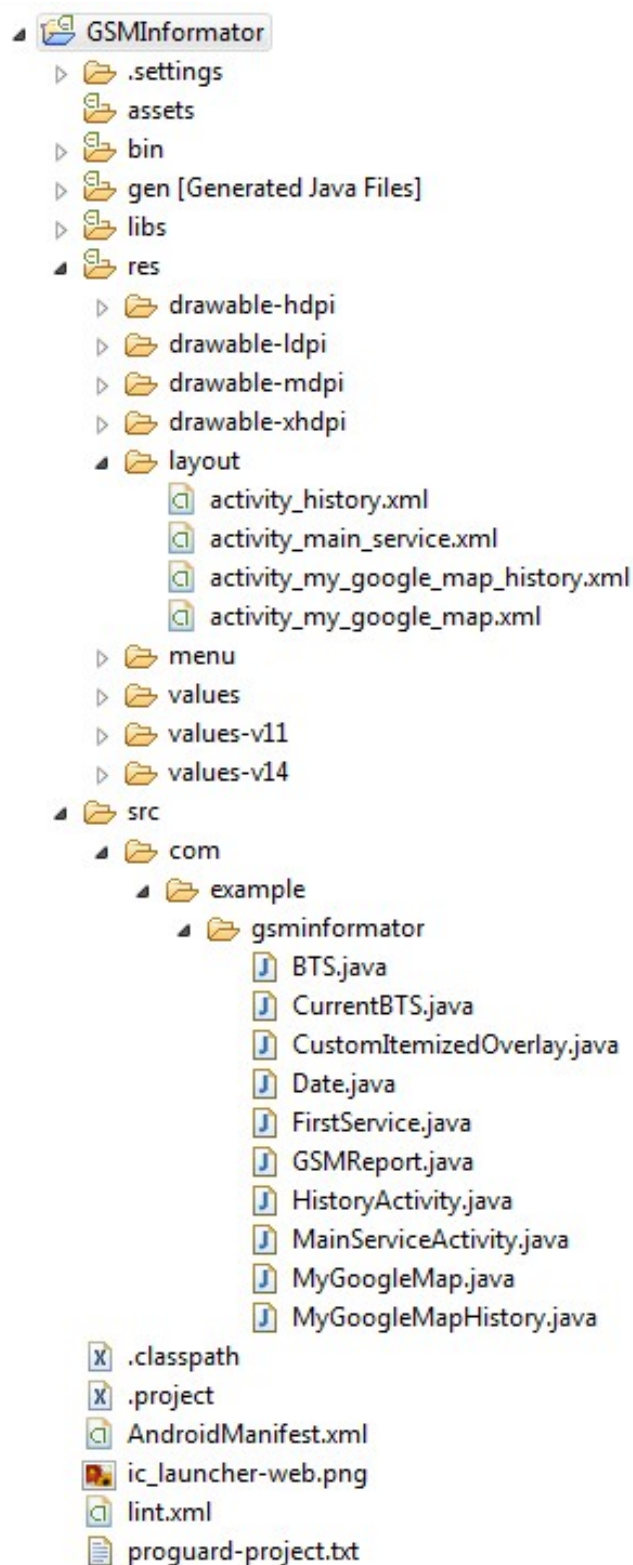 GSMInformator
.settings
assets
bin
gen [Generated Java Files]
libs
res
drawable-hdpi
drawable-ldpi
drawable-mdpi
drawable-xhdpi
layout
activity_history.xml
activity_main_service.xml
activity_my_google_map_history.xml
activity_my_google_map.xml
menu
values
values-v11
values-v14
src
com
example
gsminformator
BTS.java
CurrentBTS.java
CustomItemizedOverlay.java
Date.java
FirstService.java
GSMReport.java
HistoryActivity.java
MainServiceActivity.java
MyGoogleMap.java
MyGoogleMapHistory.java
.classpath
.project
AndroidManifest.xml
ic_launcher-web.png
lint.xml
proguard-project.txt